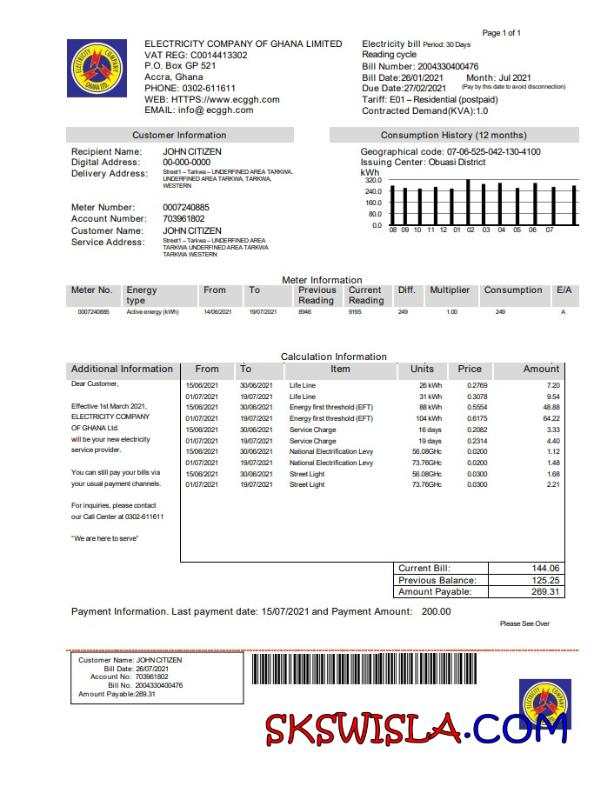 Page 1 of 1
ELECTRICITY COMPANY OF GHANA LIMITED
VAT REG: C0014413302
P.O. Box GP 521
Accra, Ghana
PHONE: 0302-611611
WEB: HTTPS://www.ecggh.com
EMAIL: info@ ecggh.com
Electricity bill Period: 30 Days
Reading cycle
Bill Number: 2004330400476
Bill Date:26/01/2021 Month: Jul 2021
Due Date:27/02/2021 (Pay by this date to avoid disconnection)
Tariff: E01 – Residential (postpaid)
Contracted Demand(KVA):1.0
Customer Information
Recipient Name: JOHN CITIZEN
Digital Address: 00-000-0000
Delivery Address: Street1 – Tarkwa – UNDERFINED AREA TARKWA,
UNDERFINED AREA TARKWA, TARKWA,
WESTERN
Meter Number: 0007240885
Account Number: 703961802
Customer Name: JOHN CITIZEN
Service Address: Street1 – Tarkwa – UNDERFINED AREA
TARKWA UNDERFINED AREA TARKWA
TARKWA WESTERN
Consumption History (12 months)
Geographical code: 07-06-525-042-130-4100
Issuing Center: Obuasi District
kWh
320.0
240.0
160.0
80.0
0.0
08 09 10 11 12 01 02 03 04 05 06 07
Meter Information
Meter No. Energy type From To Previous Reading Current Reading Diff. Multiplier Consumption E/A
0007240885 Active energy (kWh) 14/06/2021 19/07/2021 8946 9195 249 1.00 249 A
Calculation Information
Additional Information From To Item Units Price Amount
Dear Customer,
Effective 1st March 2021,
ELECTRICITY COMPANY
OF GHANA Ltd.
will be your new electricity
service provider.
You can still pay your bills via
your usual payment channels.
For inquiries, please contact
our Call Center at 0302-611611
"We are here to serve"
15/06/2021 30/06/2021 Life Line 26 kWh 0.2769 7.20
01/07/2021 19/07/2021 Life Line 31 kWh 0.3078 9.54
15/06/2021 30/06/2021 Energy first threshold (EFT) 88 kWh 0.5554 48.88
01/07/2021 19/07/2021 Energy first threshold (EFT) 104 kWh 0.6175 64.22
15/06/2021 30/06/2021 Service Charge 16 days 0.2082 3.33
01/07/2021 19/07/2021 Service Charge 19 days 0.2314 4.40
15/06/2021 30/06/2021 National Electrification Levy 56.08GHc 0.0200 1.12
01/07/2021 19/07/2021 National Electrification Levy 73.76GHc 0.0200 1.48
15/06/2021 30/06/2021 Street Light 56.08GHc 0.0300 1.68
01/07/2021 19/07/2021 Street Light 73.76GHc 0.0300 2.21
Current Bill: 144.06
Previous Balance: 125.25
Amount Payable: 269.31
Payment Information. Last payment date: 15/07/2021 and Payment Amount: 200.00
Please See Over
Customer Name: JOHN CITIZEN
Bill Date: 26/07/2021
Account No: 703961802
Bill No. 2004330400476
Amount Payable:269.31
SKSWISLA.COM